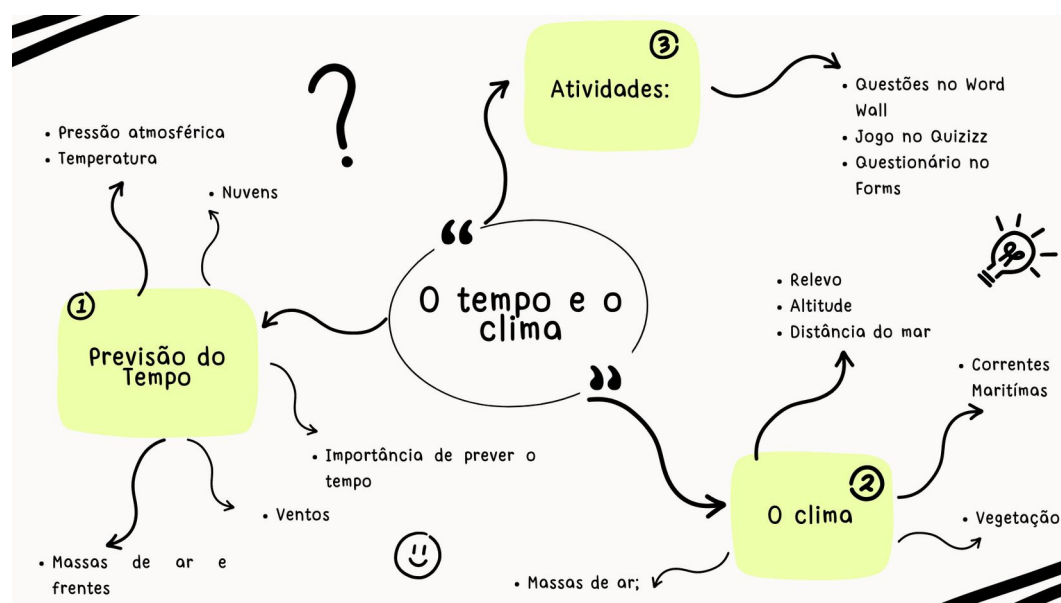 O tempo e o
clima
1
Previsão do
Tempo
• Pressão atmosférica
• Temperatura
• Nuvens
• Importância de prever o
tempo
• Ventos
• Massas de ar e
frentes
2
O clima
• Relevo
• Altitude
• Distância do mar
• Correntes
Maritímas
• Vegetação
• Massas de ar;
3
Atividades:
• Questões no Word
Wall
• Jogo no Quizizz
• Questionário no
Forms